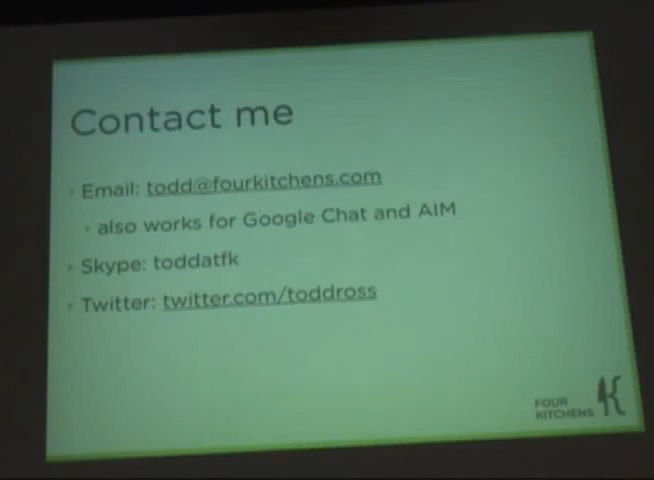 Contact me
Email: todd@fourkitchens.com
also works for Google Chat and AIM
Skype: toddatfk
Twitter: twitter.com/toddross
FOUR
KITCHENS